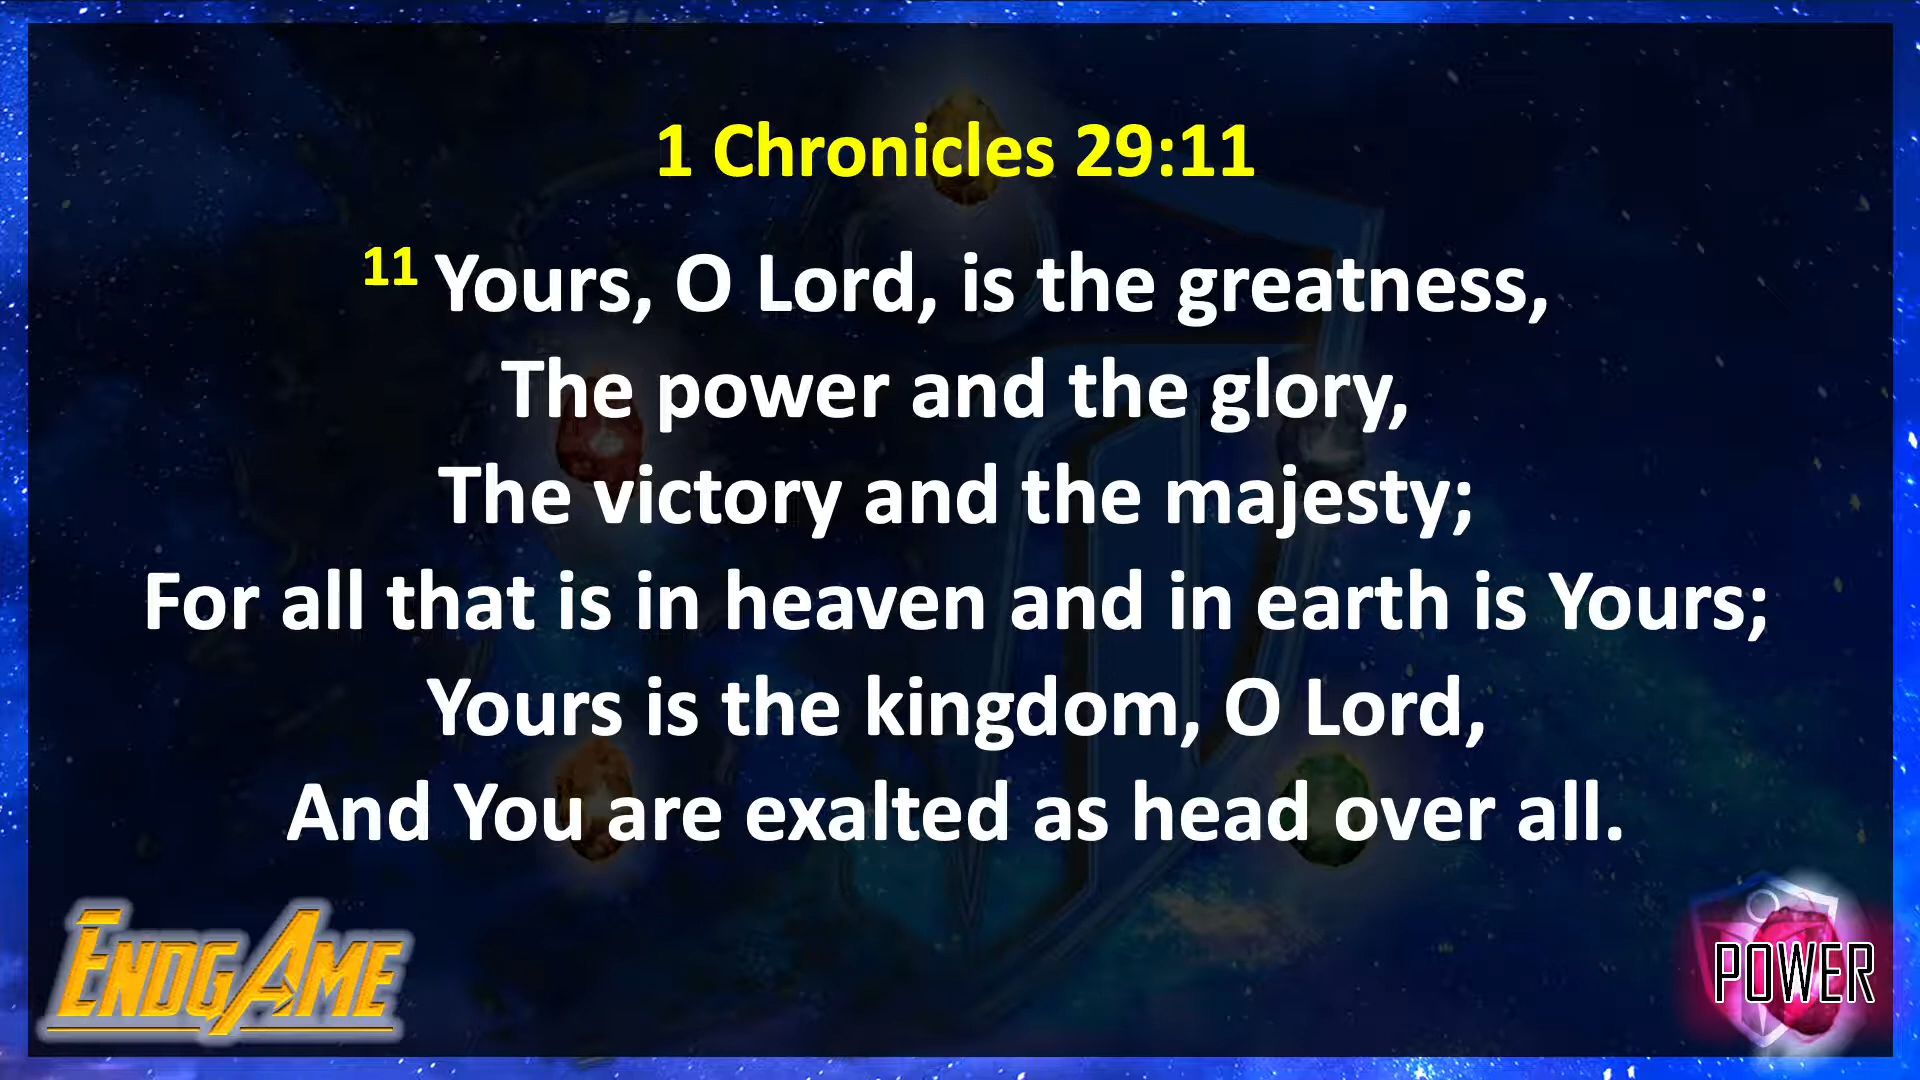 1 Chronicles 29:11
11 Yours, O Lord, is the greatness,
The power and the glory,
The victory and the majesty;
For all that is in heaven and in earth is Yours;
Yours is the kingdom, O Lord,
And You are exalted as head over all.
ENDGAME
POWER